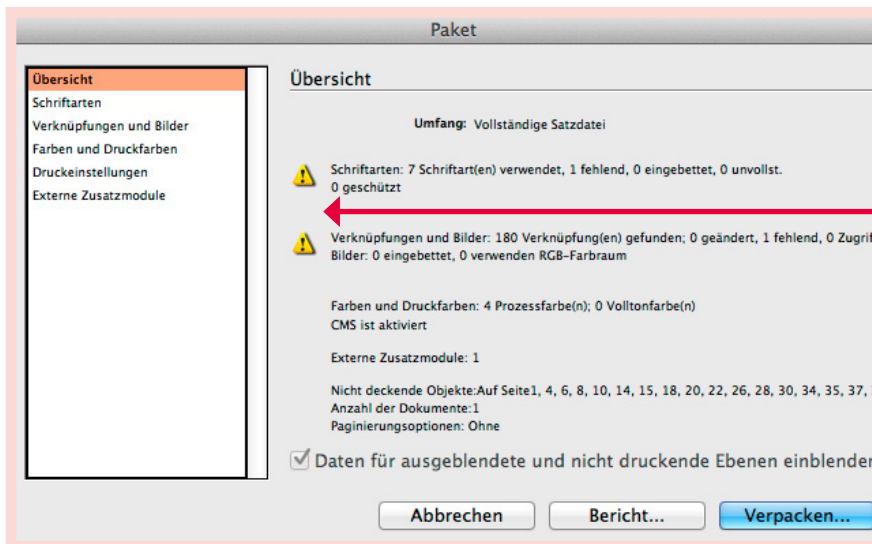 Paket
Übersicht
Schriftarten
Verknüpfungen und Bilder
Farben und Druckfarben
Druckeinstellungen
Externe Zusatzmodule
Übersicht
Umfang: Vollständige Satzdatei
Schriftarten: 7 Schriftart(en) verwendet, 1 fehlend, 0 eingebettet, 0 unvollst.
0 geschützt
Verknüpfungen und Bilder: 180 Verknüpfung(en) gefunden; 0 geändert, 1 fehlend, 0 Zugrif
Bilder: 0 eingebettet, 0 verwenden RGB-Farbraum
Farben und Druckfarben: 4 Prozessfarbe(n); 0 Volltonfarbe(n)
CMS ist aktiviert
Externe Zusatzmodule: 1
Nicht deckende Objekte:Auf Seite1, 4, 6, 8, 10, 14, 15, 18, 20, 22, 26, 28, 30, 34, 35, 37,
Anzahl der Dokumente:1
Paginierungsoptionen: Ohne
Daten für ausgeblendete und nicht druckende Ebenen einblenden
Abbrechen
Bericht...
Verpacken...